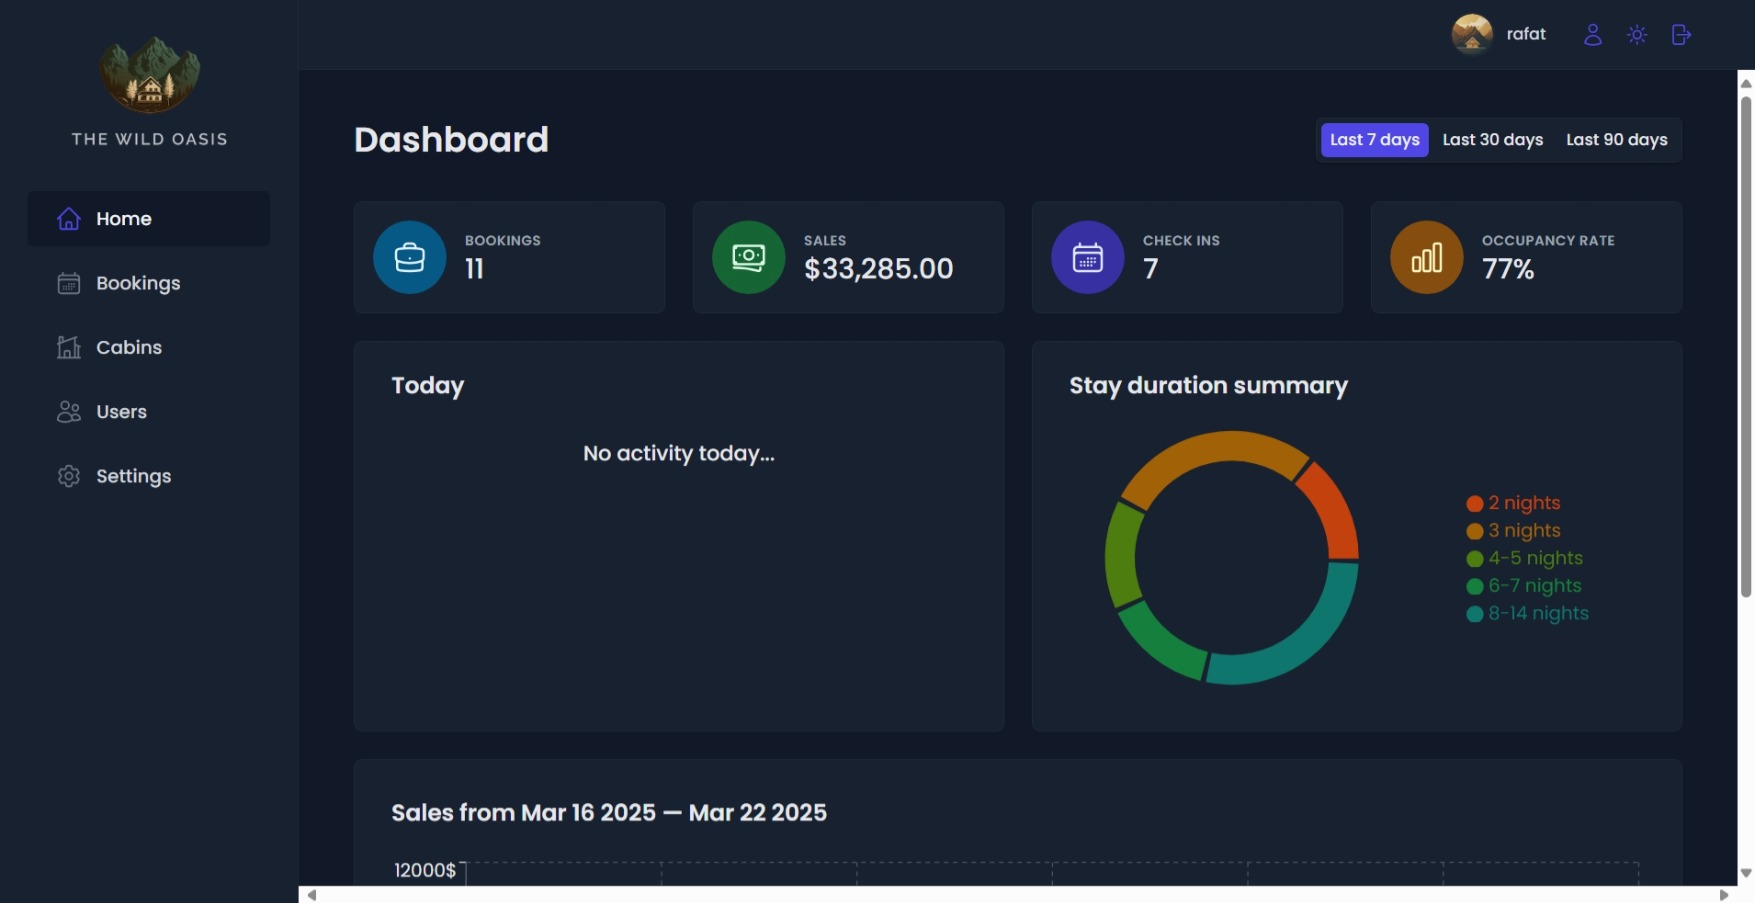 THE WILD OASIS
Home
Bookings
Cabins
Users
Settings
rafat
Dashboard
Last 7 days Last 30 days Last 90 days
BOOKINGS
11
SALES
$33,285.00
CHECK INS
7
OCCUPANCY RATE
77%
Today
No activity today...
Stay duration summary
2 nights
3 nights
4-5 nights
6-7 nights
8-14 nights
Sales from Mar 16 2025 — Mar 22 2025
12000$